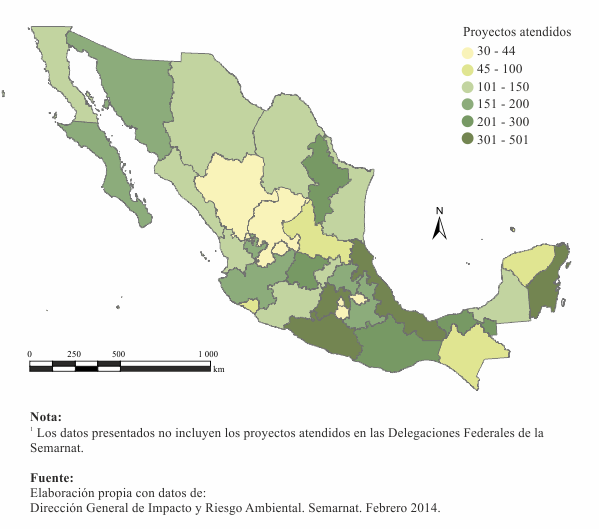 Proyectos atendidos
30 - 44
45 - 100
101 - 150
151 - 200
201 - 300
301 - 501
N
0 250 500 1 000
km
Nota:
¹ Los datos presentados no incluyen los proyectos atendidos en las Delegaciones Federales de la
Semarnat.
Fuente:
Elaboración propia con datos de:
Dirección General de Impacto y Riesgo Ambiental. Semarnat. Febrero 2014.